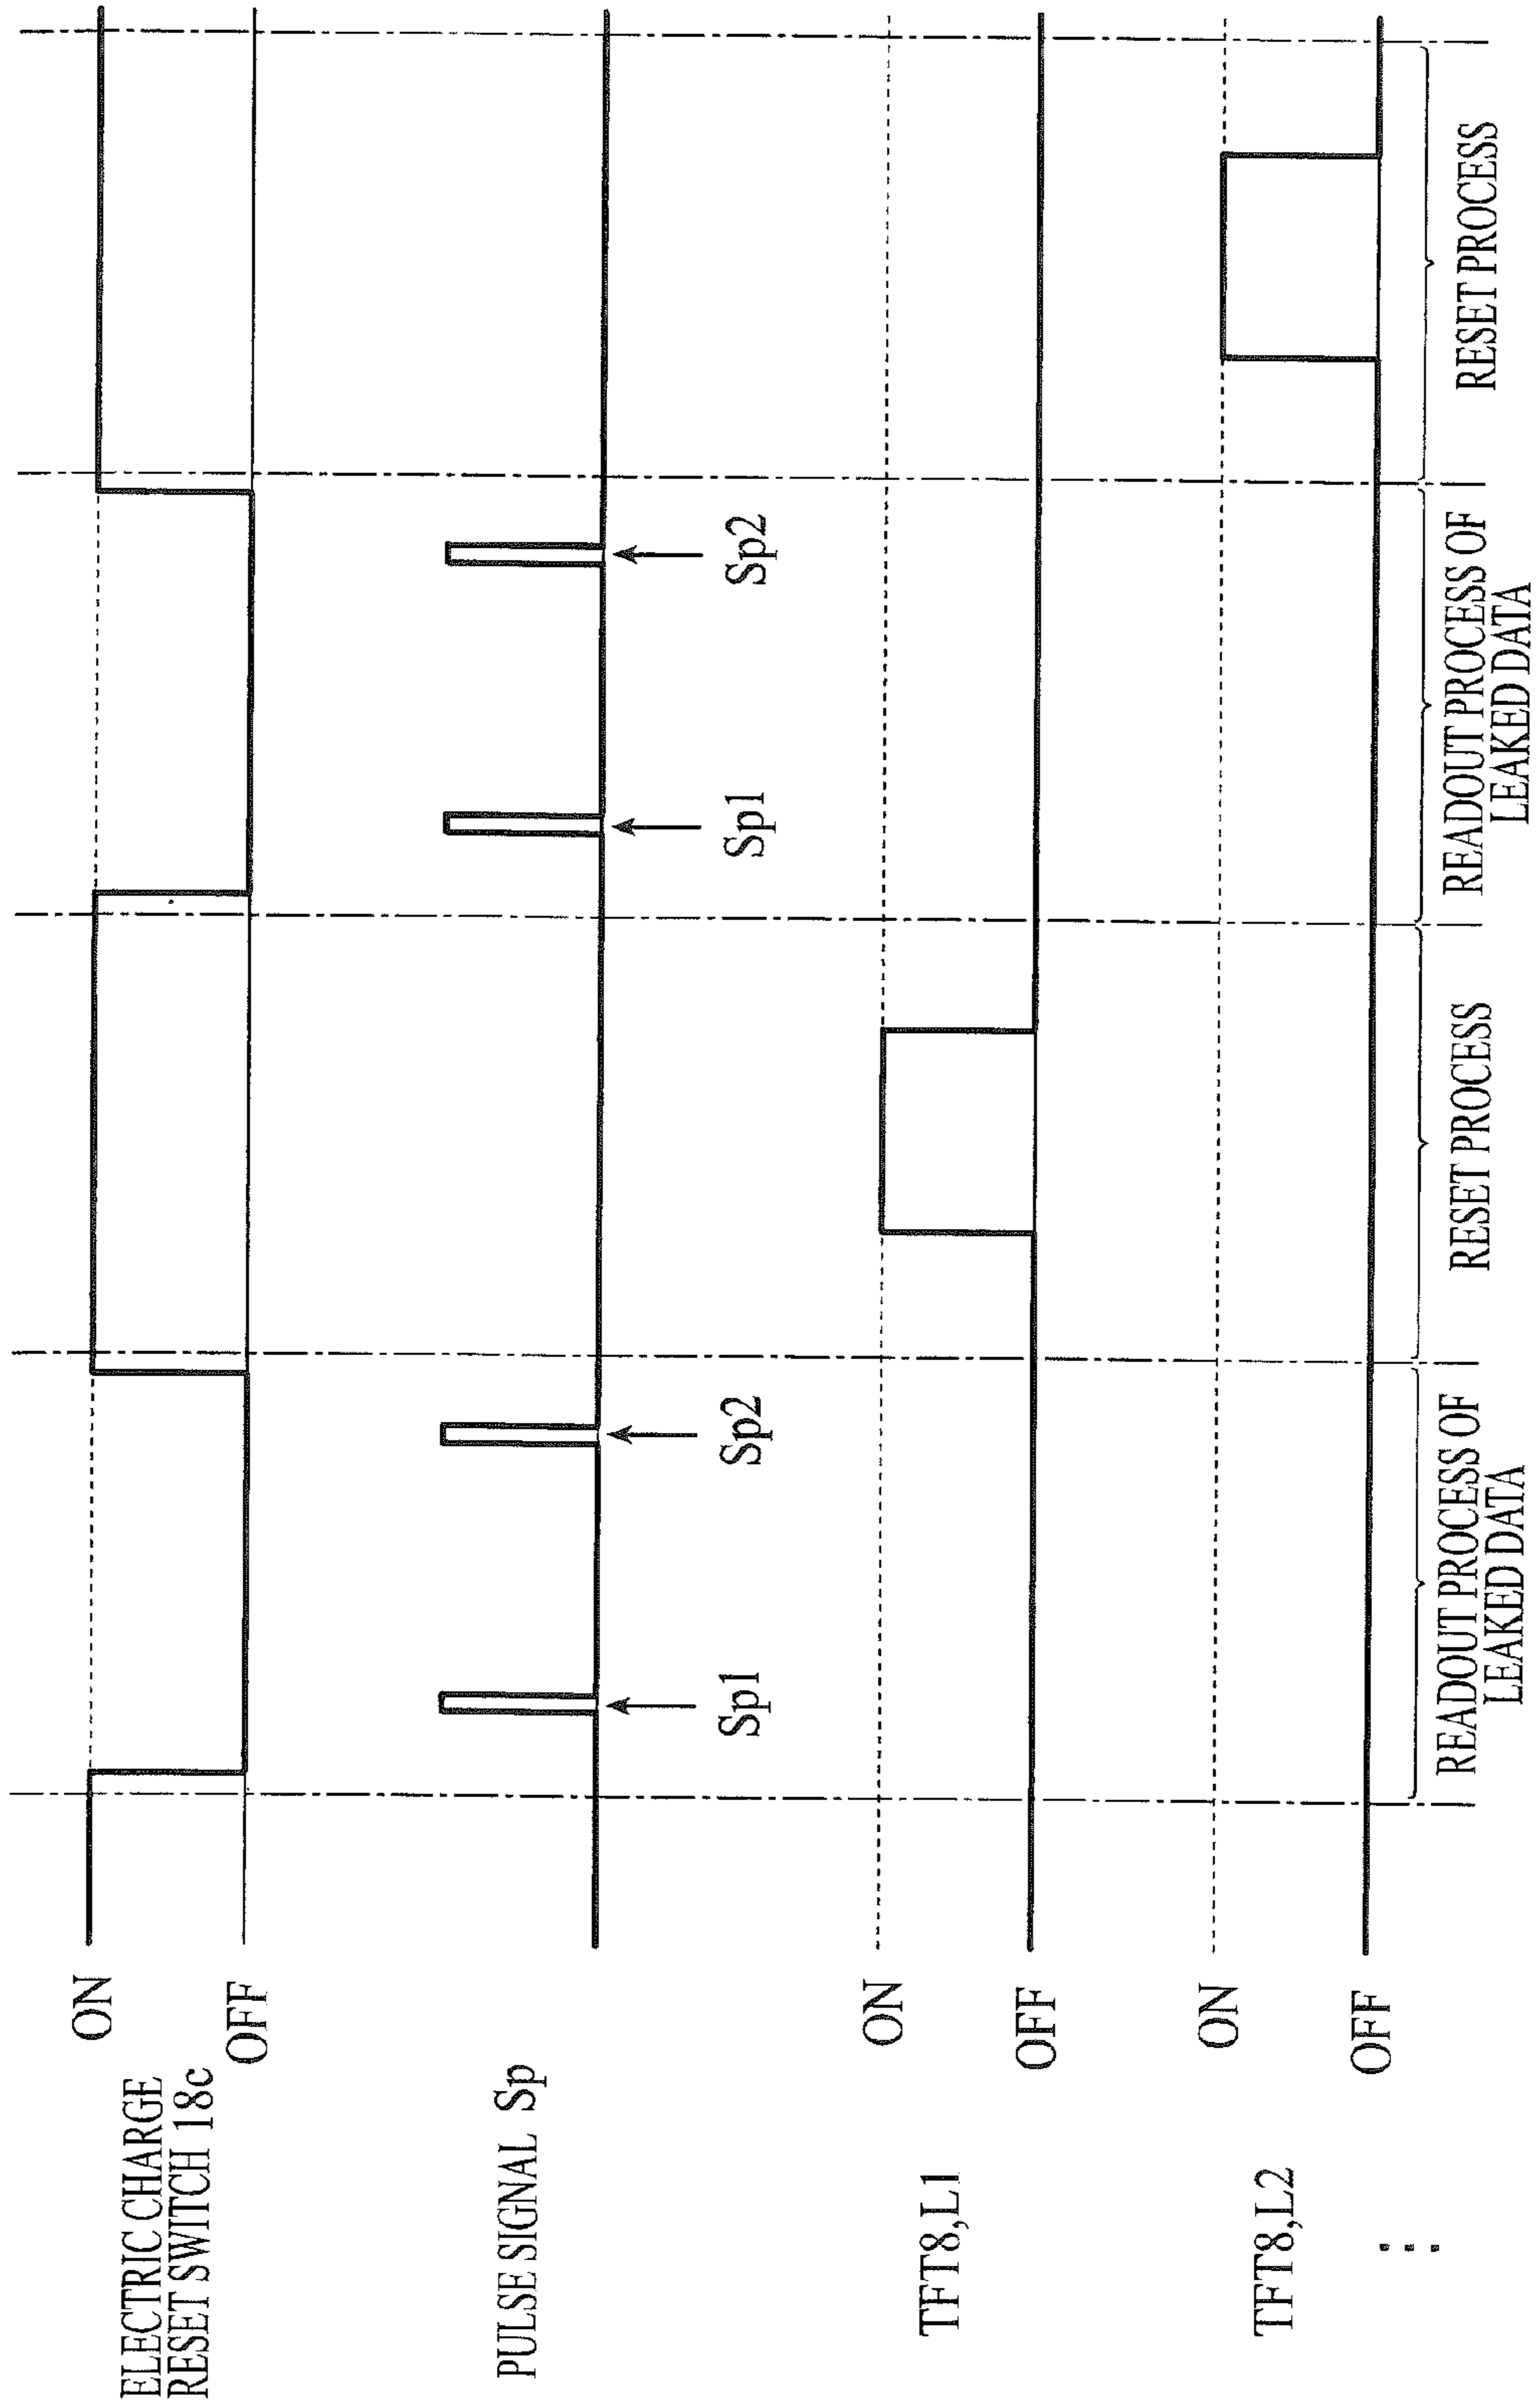 ELECTRIC CHARGE
RESET SWITCH 18c
ON
OFF
PULSE SIGNAL Sp
Sp1
Sp2
Sp1
Sp2
TFT8,L1
ON
OFF
TFT8,L2
ON
OFF
READOUT PROCESS OF
LEAKED DATA
RESET PROCESS
READOUT PROCESS OF
LEAKED DATA
RESET PROCESS